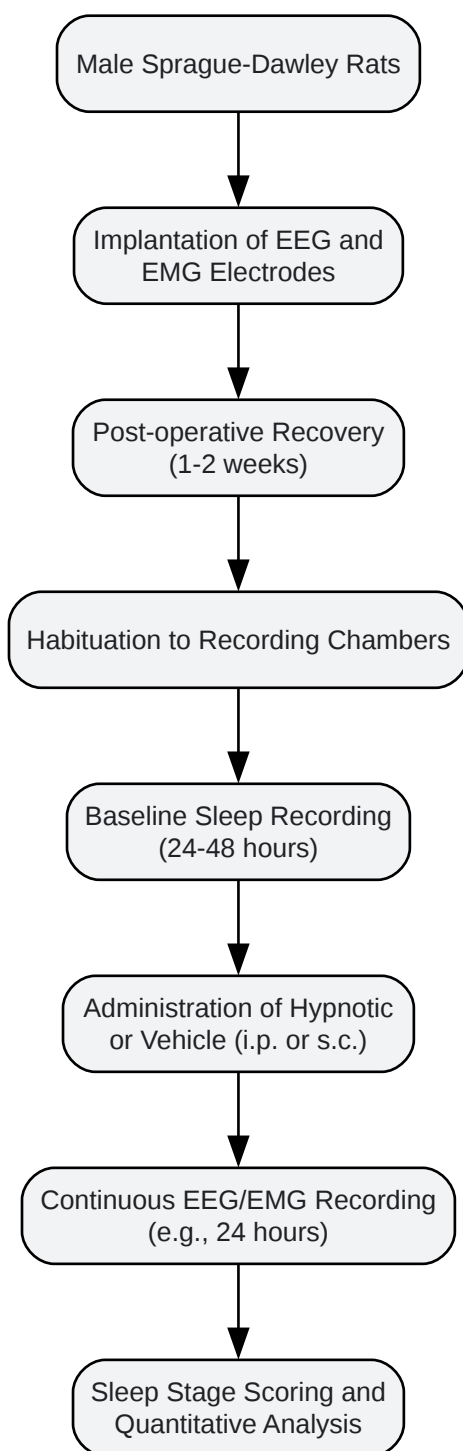 Male Sprague-Dawley Rats
Implantation of EEG and
EMG Electrodes
Post-operative Recovery
(1-2 weeks)
Habituation to Recording Chambers
Baseline Sleep Recording
(24-48 hours)
Administration of Hypnotic
or Vehicle (i.p. or s.c.)
Continuous EEG/EMG Recording
(e.g., 24 hours)
Sleep Stage Scoring and
Quantitative Analysis